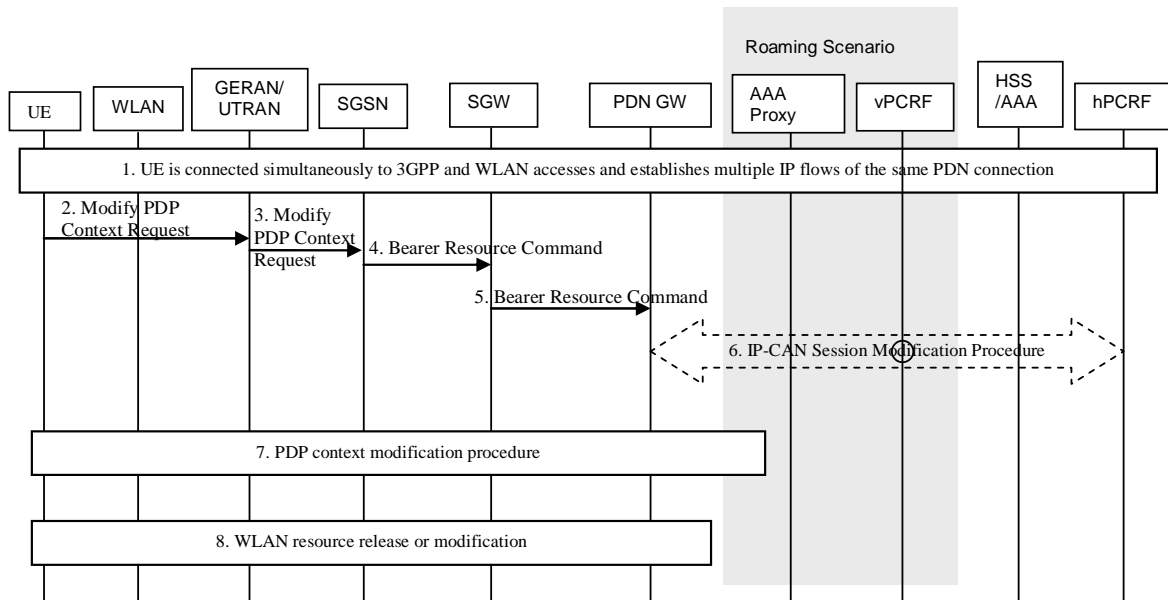 Roaming Scenario
UE
WLAN
GERAN/
UTRAN
SGSN
SGW
PDN GW
AAA
Proxy
vPCRF
HSS
/AAA
hPCRF
1. UE is connected simultaneously to 3GPP and WLAN accesses and establishes multiple IP flows of the same PDN connection
2. Modify PDP
Context Request
3. Modify
PDP Context
Request
4. Bearer Resource Command
5. Bearer Resource Command
6. IP-CAN Session Modification Procedure
7. PDP context modification procedure
8. WLAN resource release or modification